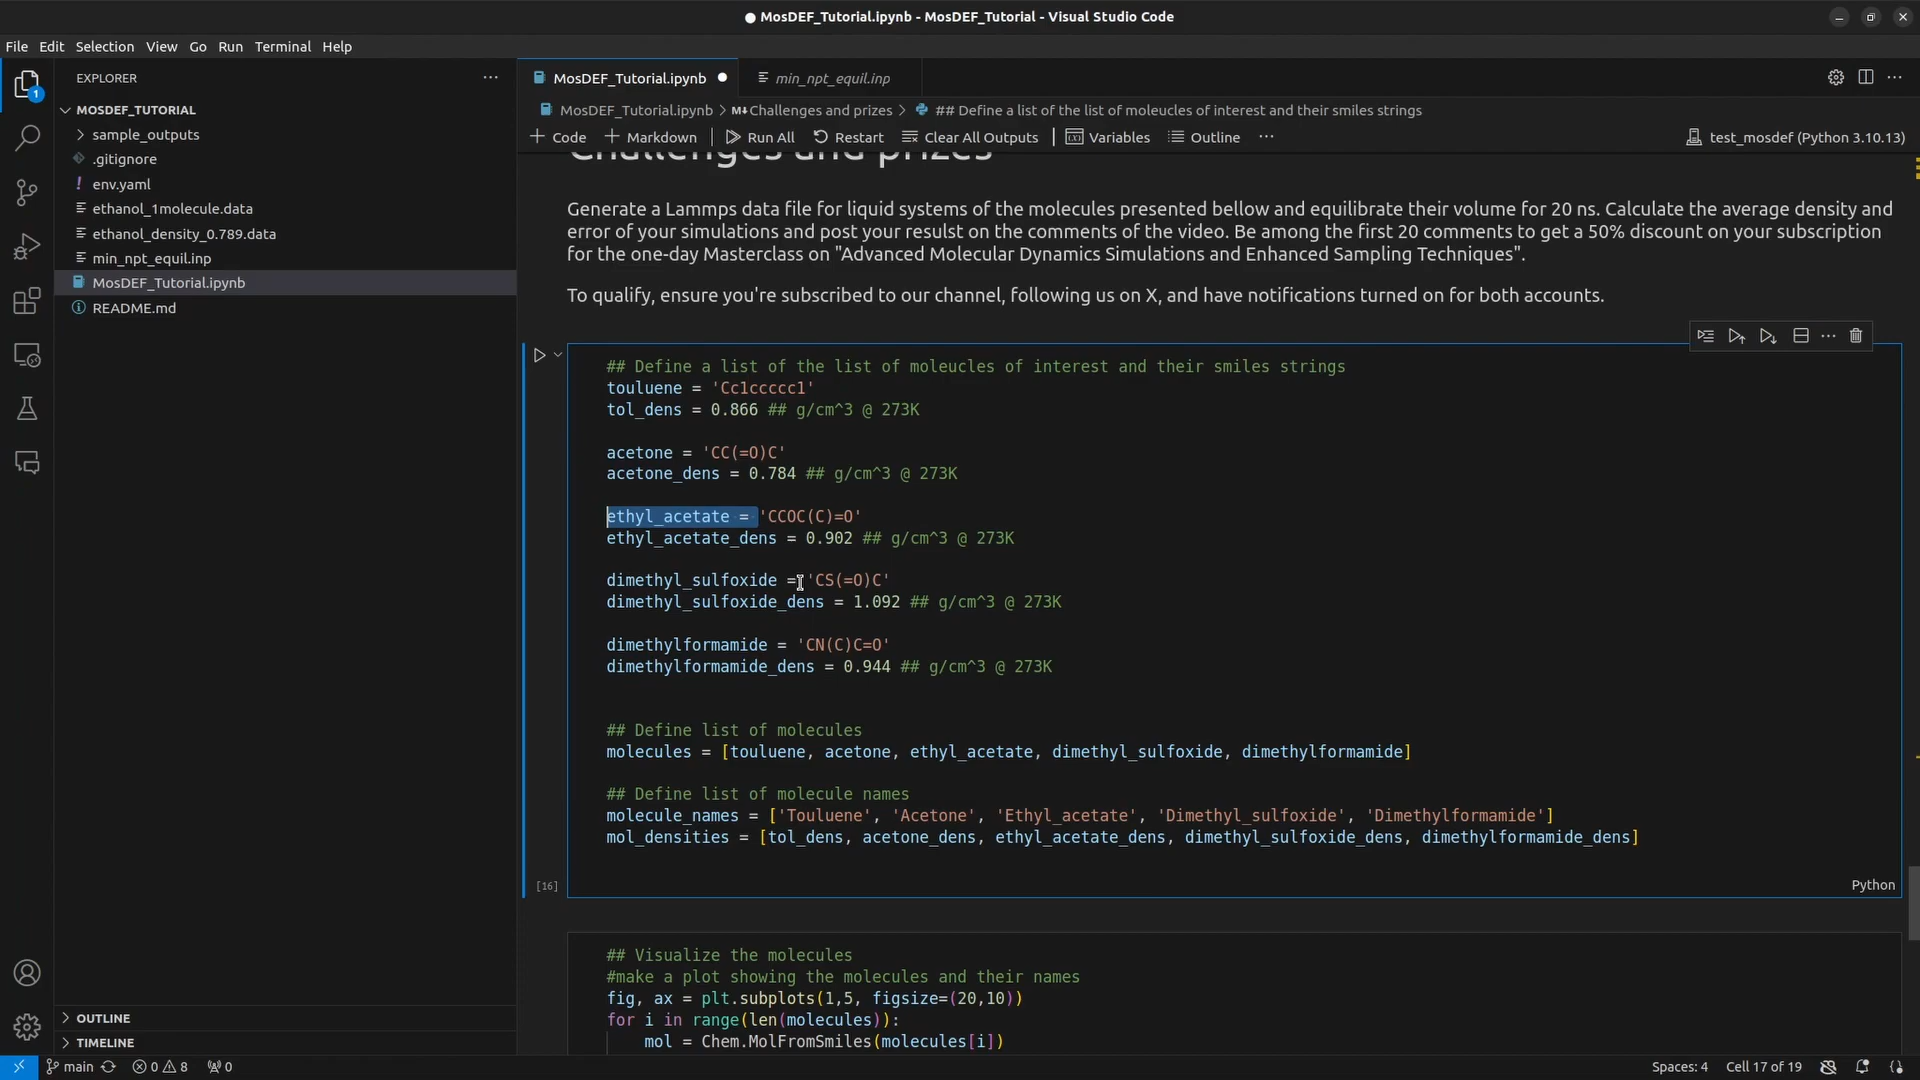 MosDEF_Tutorial.ipynb - MosDEF_Tutorial - Visual Studio Code
File Edit Selection View Go Run Terminal Help
EXPLORER
MOSDEF_TUTORIAL
sample_outputs
.gitignore
env.yaml
ethanol_1molecule.data
ethanol_density_0.789.data
min_npt_equil.inp
MosDEF_Tutorial.ipynb
README.md
OUTLINE
TIMELINE
1
MosDEF_Tutorial.ipynb
min_npt_equil.inp
MosDEF_Tutorial.ipynb > M↓Challenges and prizes > ## Define a list of the list of moleucles of interest and their smiles strings
+ Code + Markdown Run All Restart Clear All Outputs Variables Outline ...
test_mosdef (Python 3.10.13)
Challenges and prizes
Generate a Lammps data file for liquid systems of the molecules presented bellow and equilibrate their volume for 20 ns. Calculate the average density and
error of your simulations and post your resulst on the comments of the video. Be among the first 20 comments to get a 50% discount on your subscription
for the one-day Masterclass on "Advanced Molecular Dynamics Simulations and Enhanced Sampling Techniques".
To qualify, ensure you're subscribed to our channel, following us on X, and have notifications turned on for both accounts.
## Define a list of the list of moleucles of interest and their smiles strings
touluene = 'Cc1ccccc1'
tol_dens = 0.866 ## g/cm^3 @ 273K
acetone = 'CC(=O)C'
acetone_dens = 0.784 ## g/cm^3 @ 273K
ethyl_acetate = 'CCOC(C)=O'
ethyl_acetate_dens = 0.902 ## g/cm^3 @ 273K
dimethyl_sulfoxide = 'CS(=O)C'
dimethyl_sulfoxide_dens = 1.092 ## g/cm^3 @ 273K
dimethylformamide = 'CN(C)C=O'
dimethylformamide_dens = 0.944 ## g/cm^3 @ 273K
## Define list of molecules
molecules = [touluene, acetone, ethyl_acetate, dimethyl_sulfoxide, dimethylformamide]
## Define list of molecule names
molecule_names = ['Touluene', 'Acetone', 'Ethyl_acetate', 'Dimethyl_sulfoxide', 'Dimethylformamide']
mol_densities = [tol_dens, acetone_dens, ethyl_acetate_dens, dimethyl_sulfoxide_dens, dimethylformamide_dens]
[16]
Python
## Visualize the molecules
#make a plot showing the molecules and their names
fig, ax = plt.subplots(1,5, figsize=(20,10))
for i in range(len(molecules)):
mol = Chem.MolFromSmiles(molecules[i])
main 0 8 0
Spaces: 4 Cell 17 of 19